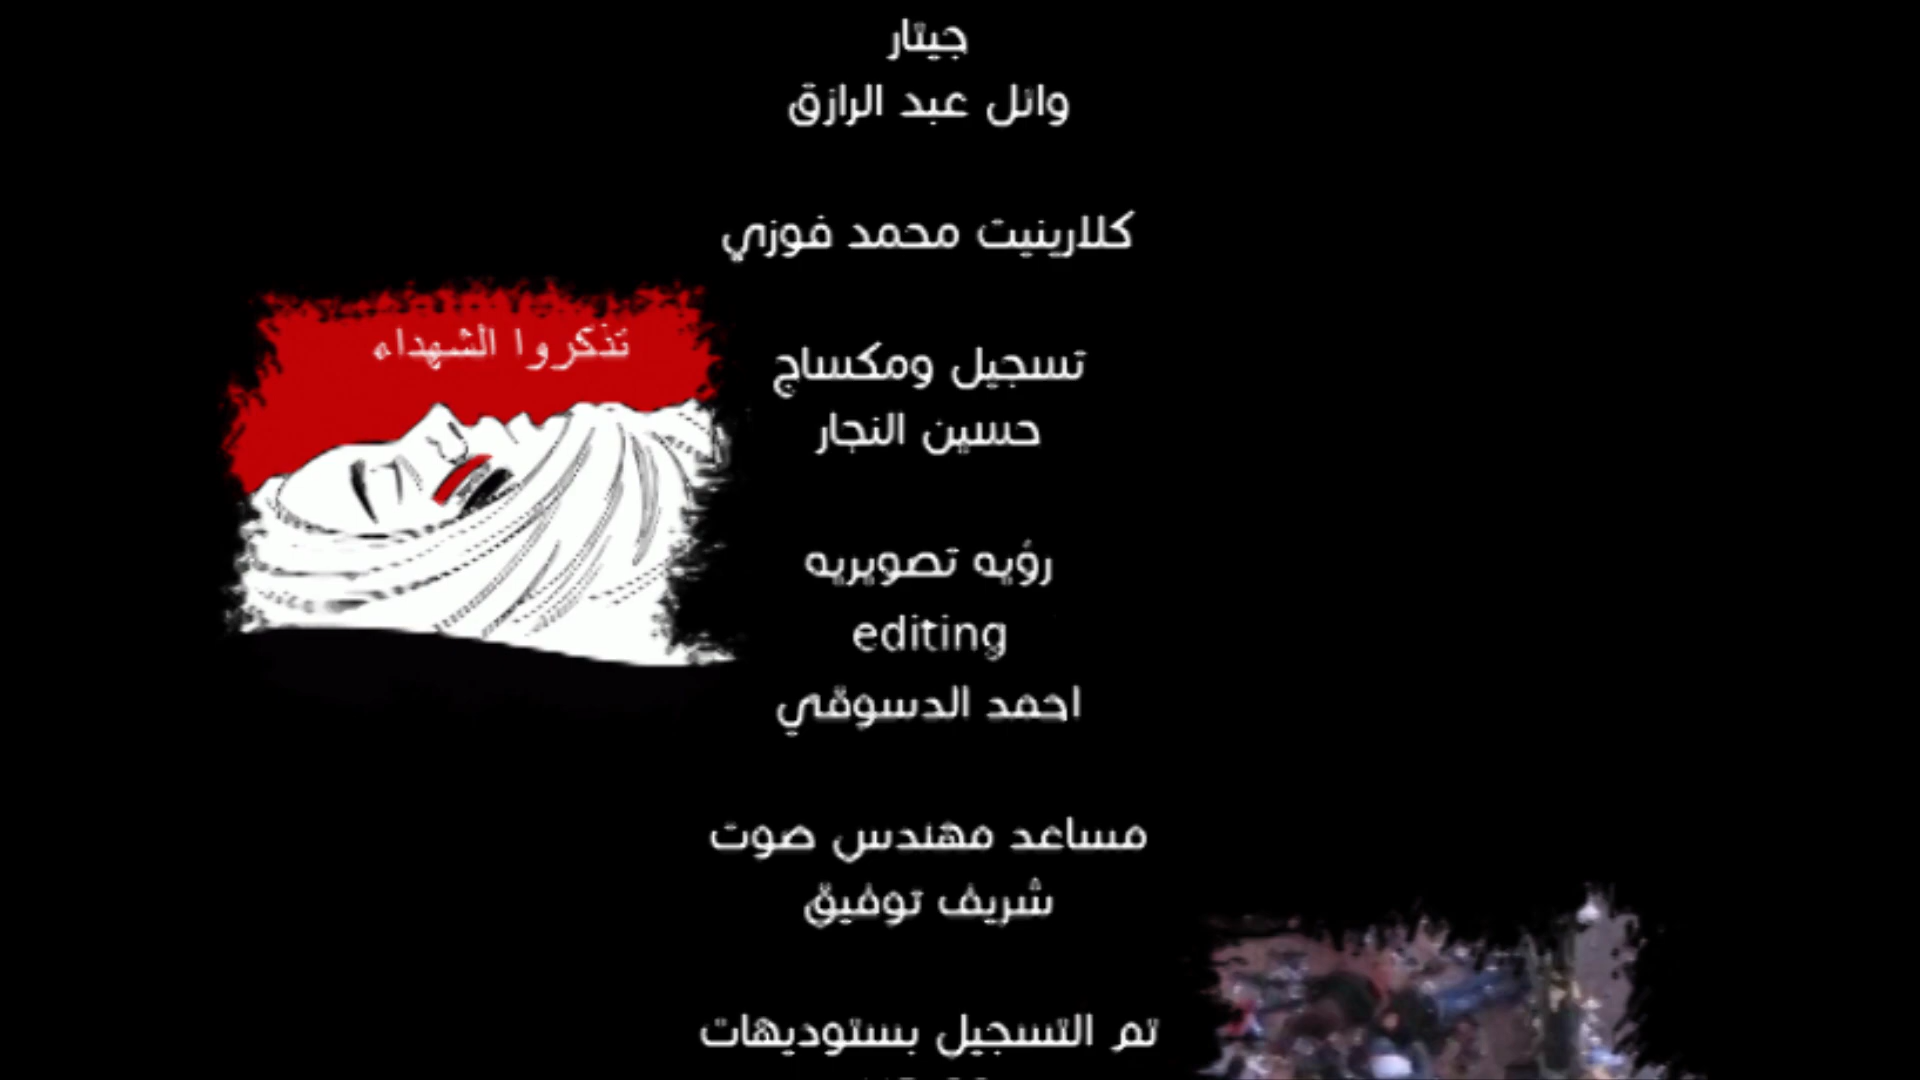 جيتار
وائل عبد الرازق
كلارينيت محمد فوزي
تذكروا الشهداء
تسجيل ومكساج
حسين النجار
رؤيه تصويريه
editing
احمد الدسوقي
مساعد مهندس صوت
شريف توفيق
تم التسجيل بستوديهات